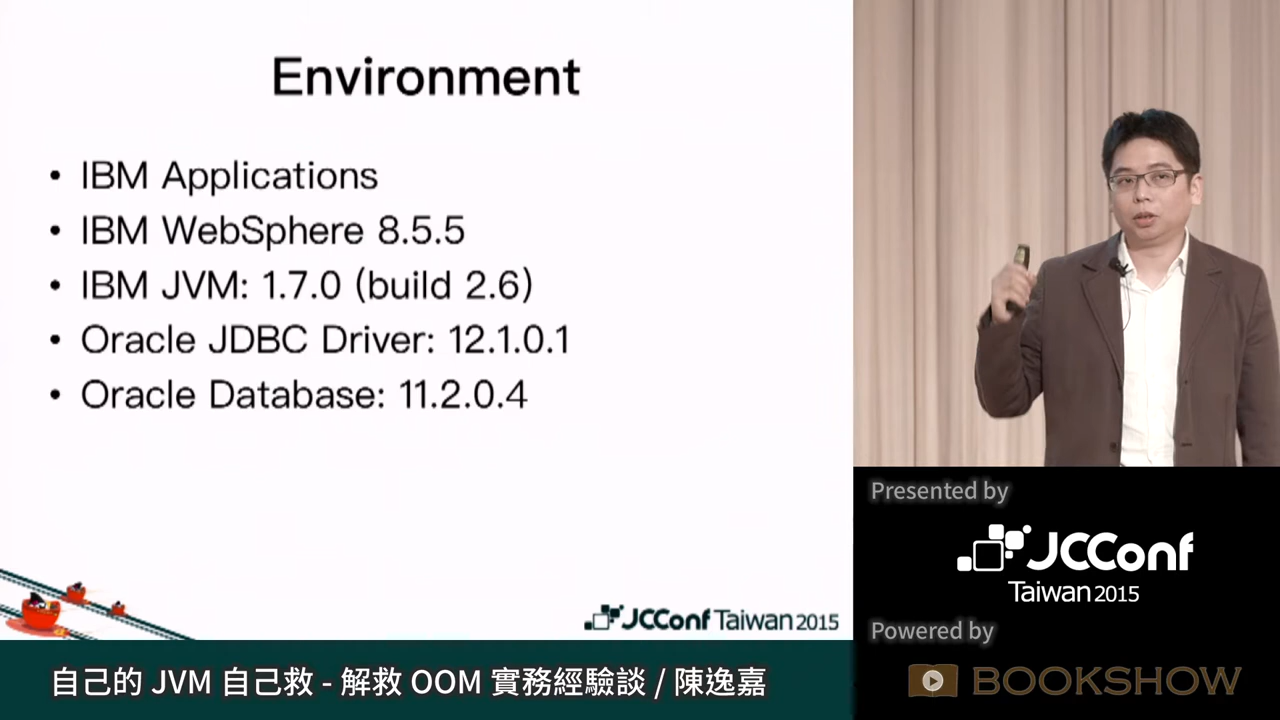 Environment
• IBM Applications
• IBM WebSphere 8.5.5
• IBM JVM: 1.7.0 (build 2.6)
• Oracle JDBC Driver: 12.1.0.1
• Oracle Database: 11.2.0.4
JCConf Taiwan 2015
自己的 JVM 自己救 - 解救 OOM 實務經驗談 / 陳逸嘉
Presented by
JCConf
Taiwan 2015
Powered by
BOOKSHOW